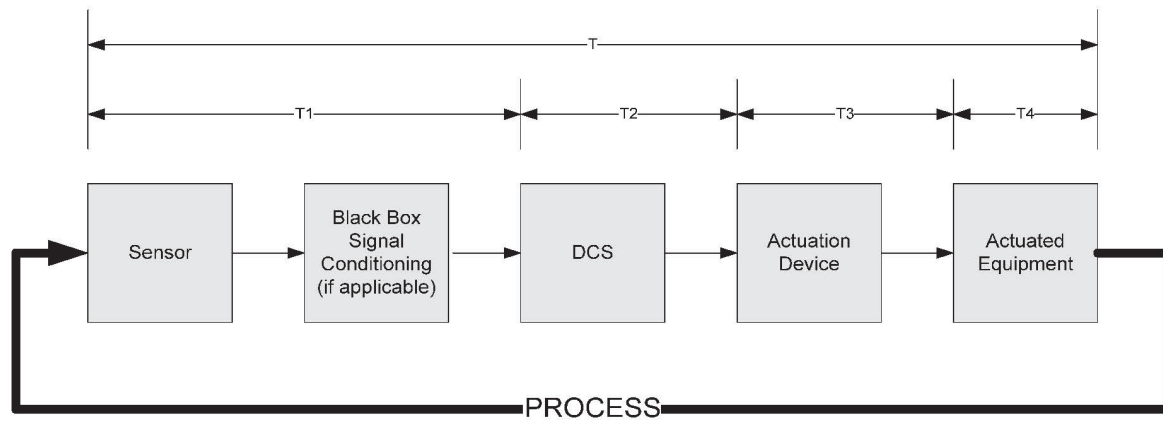 T
T1
T2
T3
T4
Sensor
Black Box
Signal
Conditioning
(if applicable)
DCS
Actuation
Device
Actuated
Equipment
PROCESS